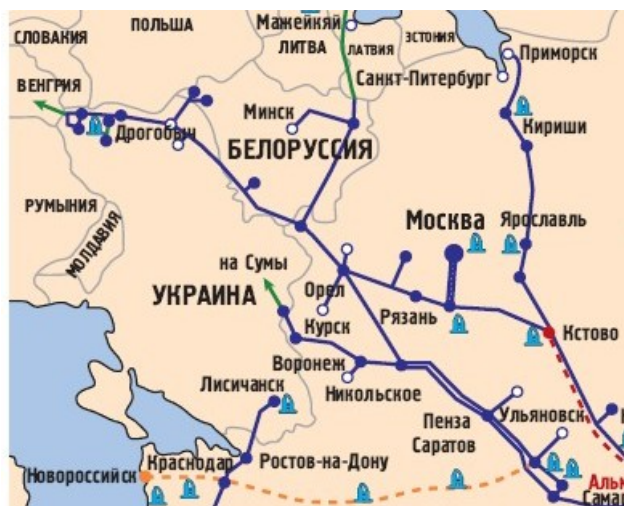 ПОЛЬША
СЛОВАКИЯ
ВЕНГРИЯ
Мажейкяй
ЛИТВА
ЛАТВИЯ
ЭСТОНИЯ
Приморск
Санкт-Петербург
Минск
Дрогобыч
БЕЛОРУССИЯ
Кириши
РУМЫНИЯ
МОЛДАВИЯ
Москва
Ярославль
на Сумы
УКРАИНА
Орел
Рязань
Кстово
Курск
Воронеж
Никольское
Лисичанск
Пенза
Саратов
Ульяновск
Новороссийск
Краснодар
Ростов-на-Дону